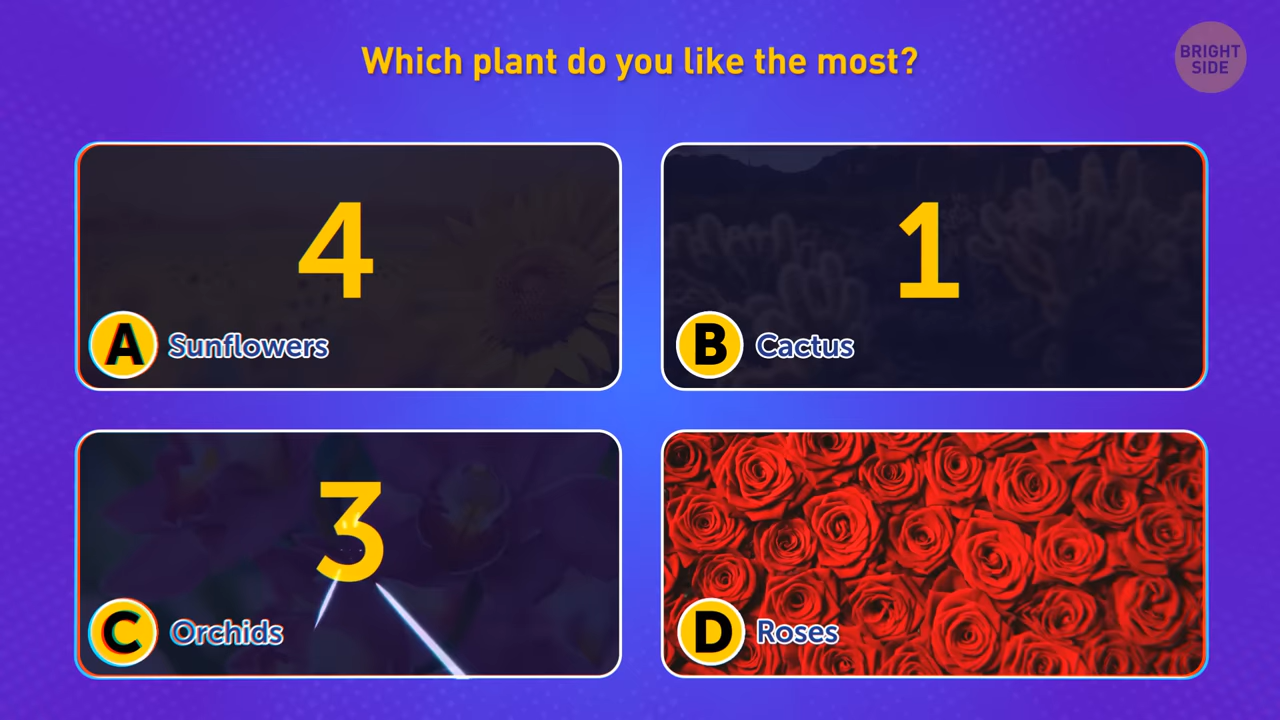 Which plant do you like the most?
BRIGHT
SIDE
4
A Sunflowers
1
B Cactus
3
C Orchids
D Roses